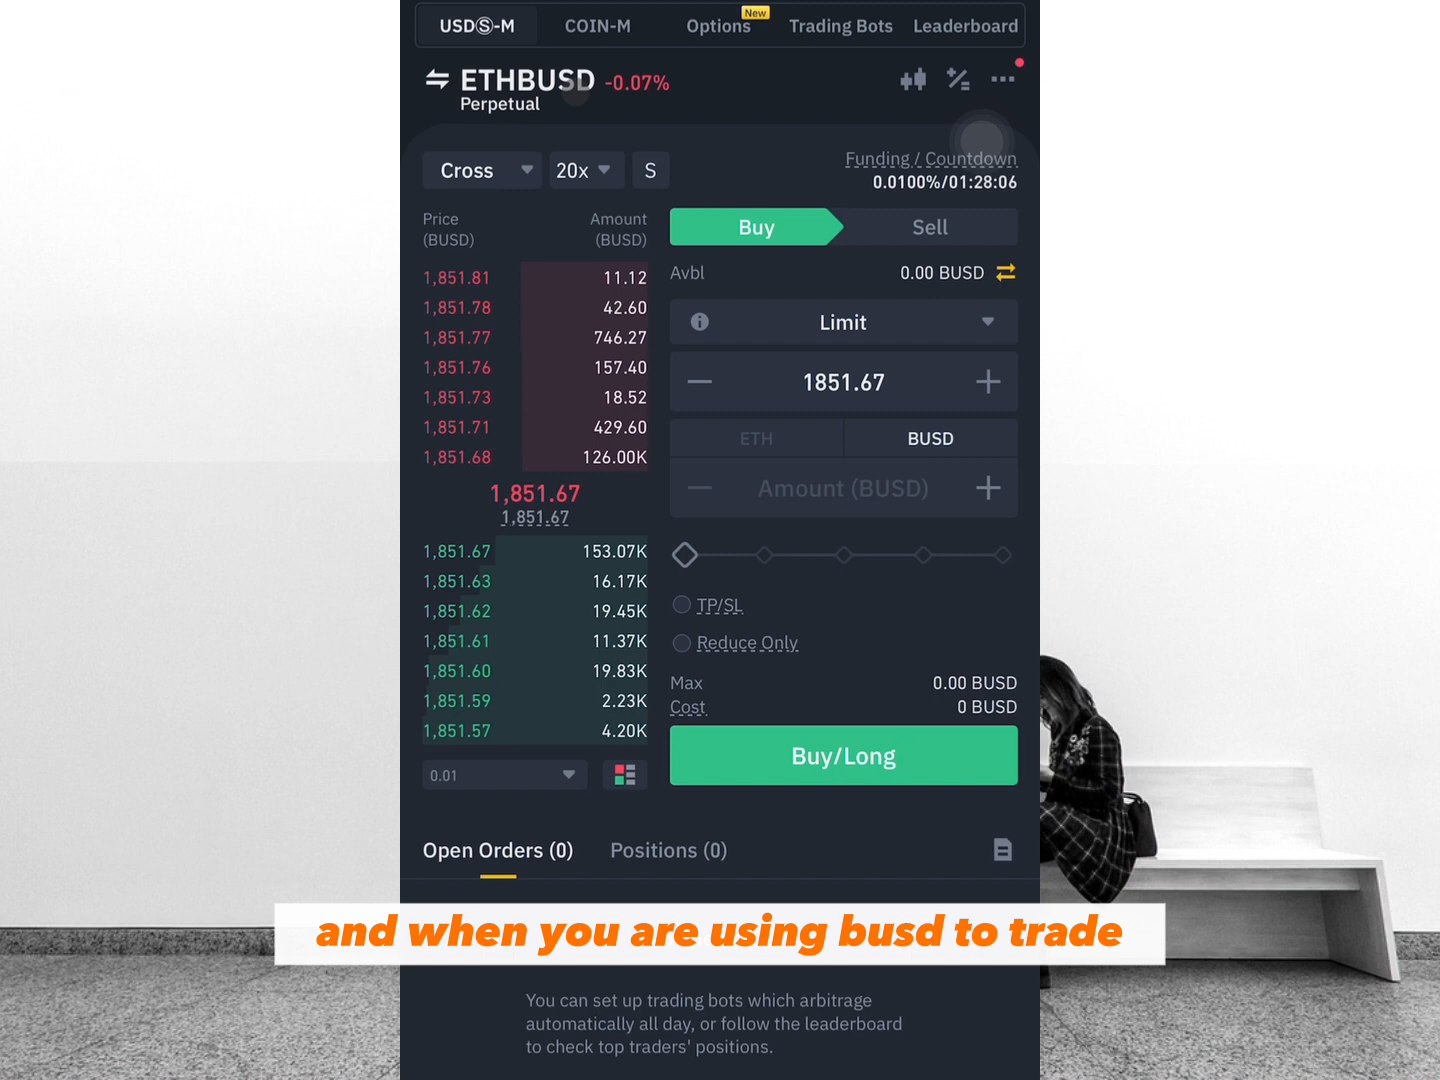 USDⓈ-M COIN-M Options New Trading Bots Leaderboard
ETHBUSD -0.07%
Perpetual
Cross 20x S
Funding / Countdown
0.0100%/01:28:06
Price Amount
(BUSD) (BUSD)
1,851.81 11.12
1,851.78 42.60
1,851.77 746.27
1,851.76 157.40
1,851.73 18.52
1,851.71 429.60
1,851.68 126.00K
1,851.67
1,851.67
1,851.67 153.07K
1,851.63 16.17K
1,851.62 19.45K
1,851.61 11.37K
1,851.60 19.83K
1,851.59 2.23K
1,851.57 4.20K
0.01
Buy Sell
Avbl 0.00 BUSD
Limit
1851.67
ETH BUSD
Amount (BUSD)
TP/SL
Reduce Only
Max 0.00 BUSD
Cost 0 BUSD
Buy/Long
Open Orders (0) Positions (0)
and when you are using busd to trade
You can set up trading bots which arbitrage
automatically all day, or follow the leaderboard
to check top traders' positions.